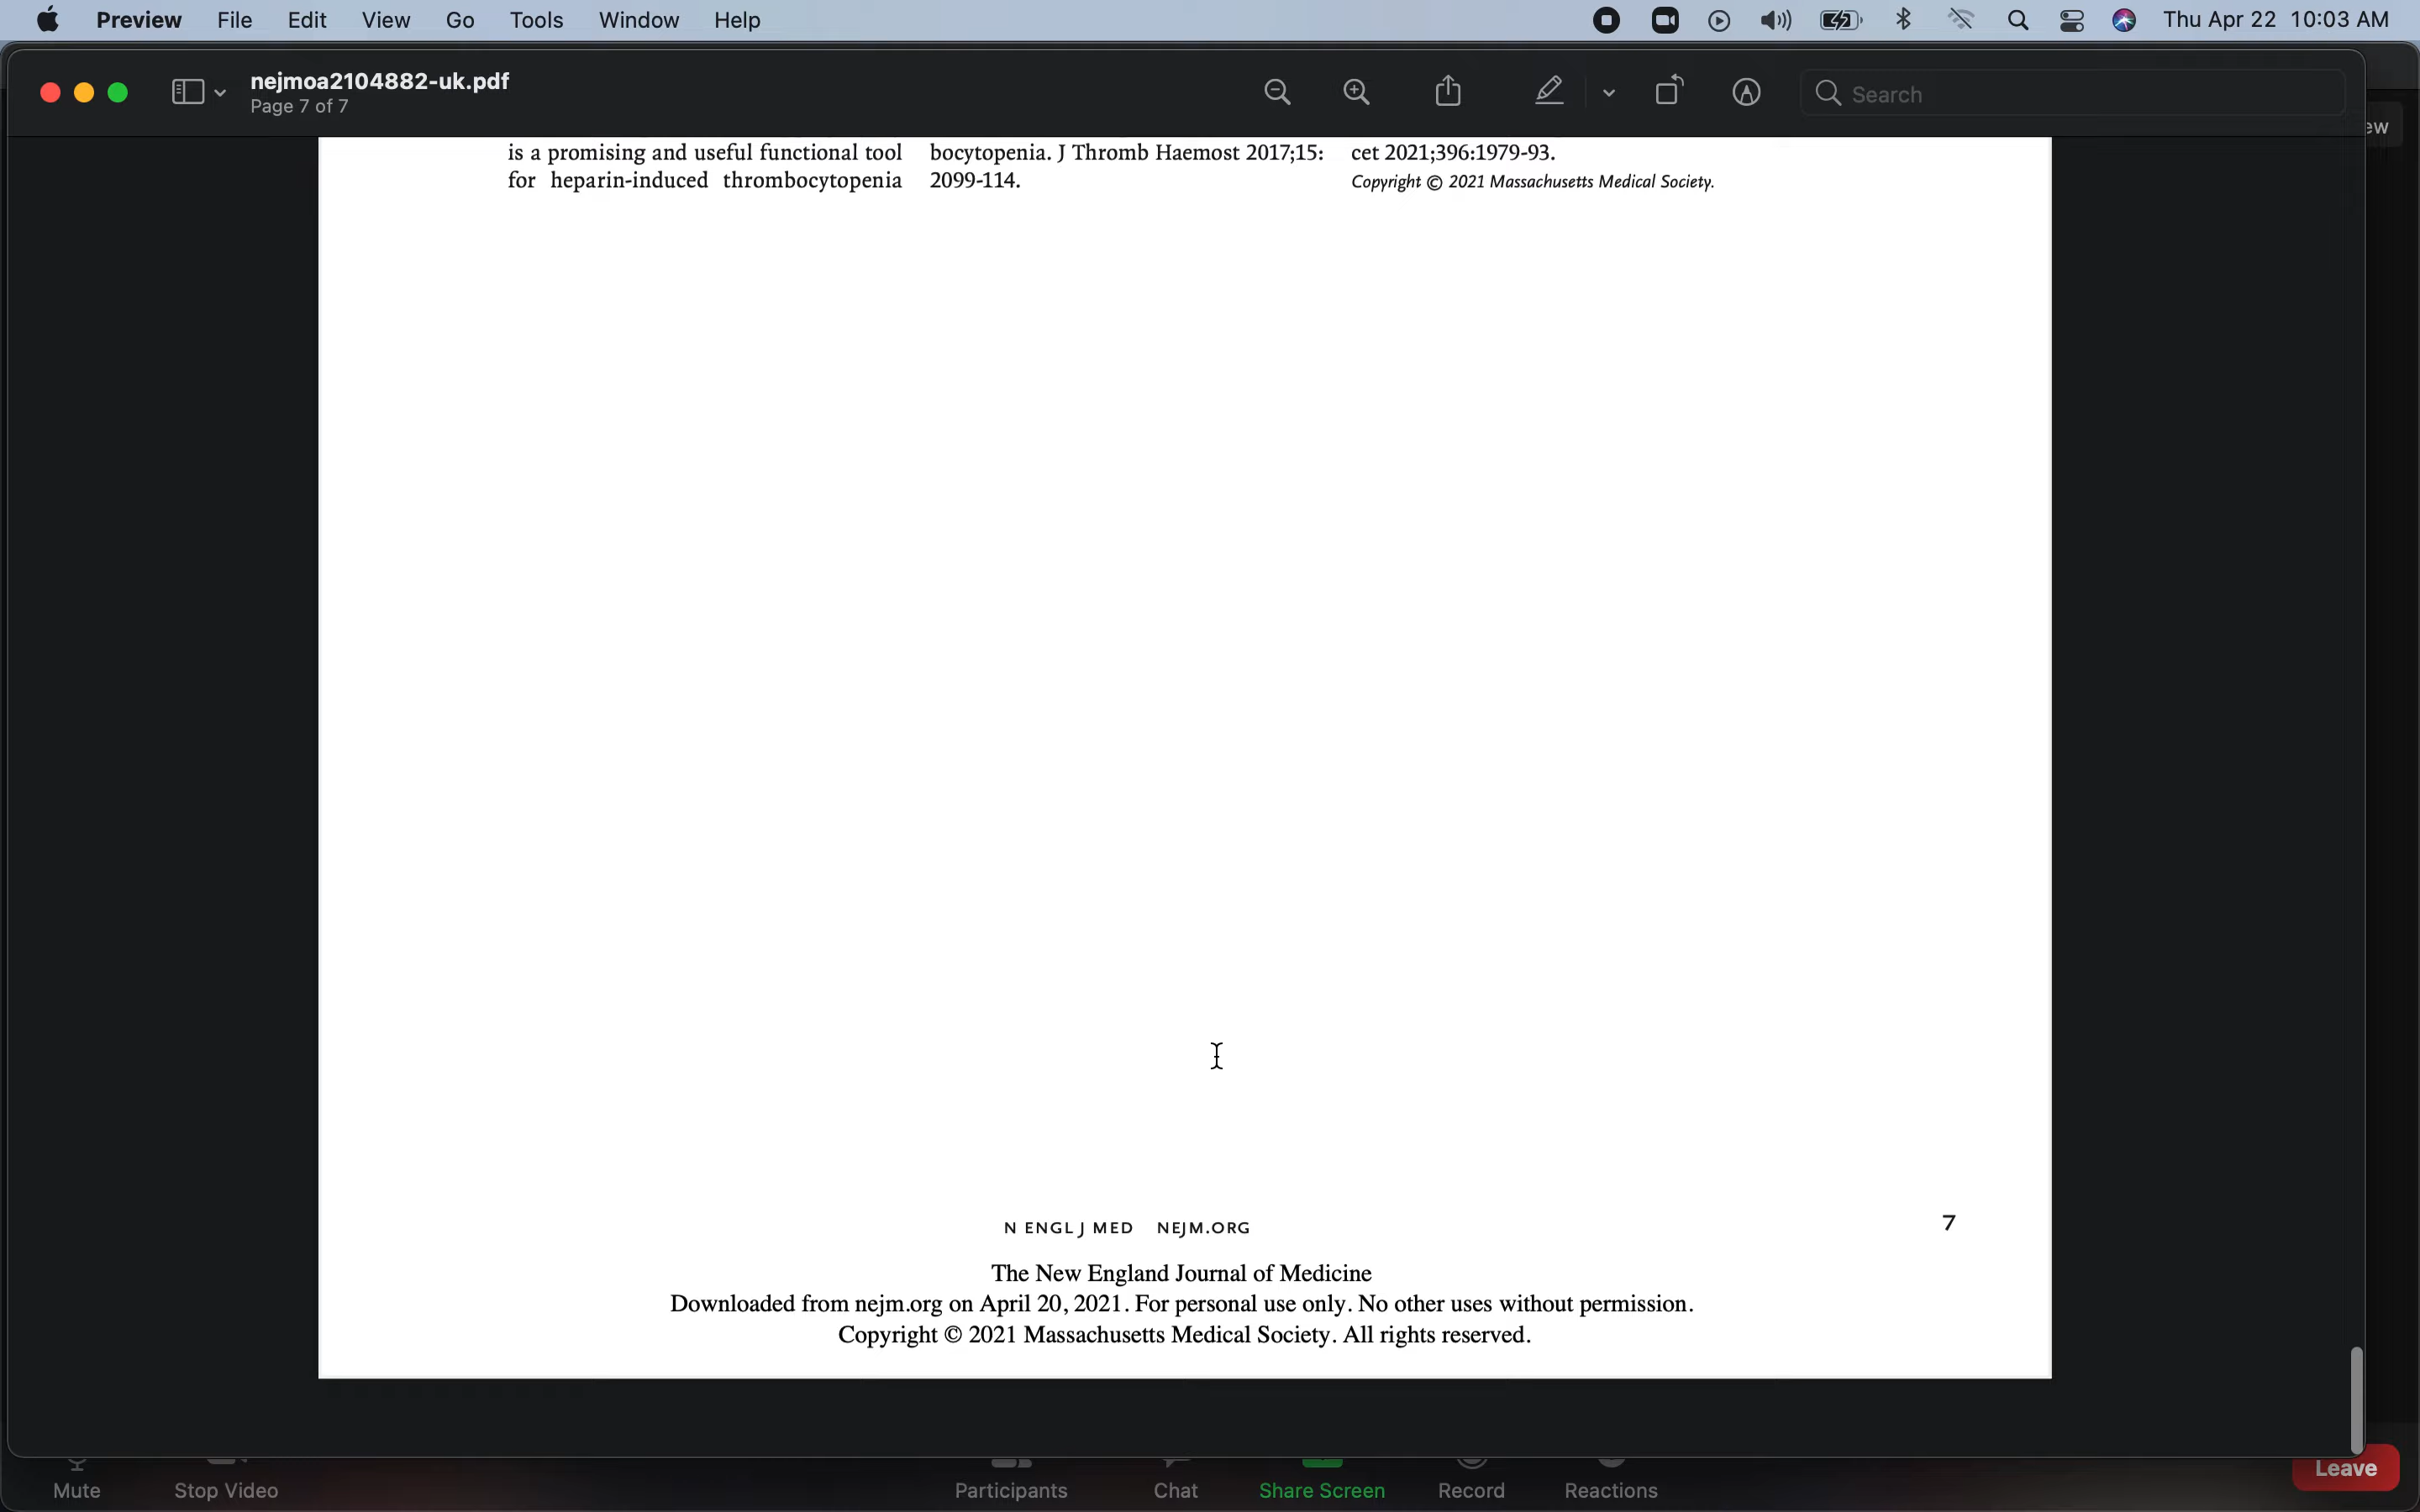 Preview File Edit View Go Tools Window Help Thu Apr 22 10:03 AM
nejmoa2104882-uk.pdf
Page 7 of 7
Search
ew
is a promising and useful functional tool
for heparin-induced thrombocytopenia
bocytopenia. J Thromb Haemost 2017;15:
2099-114.
cet 2021;396:1979-93.
Copyright © 2021 Massachusetts Medical Society.
N ENGL J MED NEJM.ORG 7
The New England Journal of Medicine
Downloaded from nejm.org on April 20, 2021. For personal use only. No other uses without permission.
Copyright © 2021 Massachusetts Medical Society. All rights reserved.
Mute Stop Video Participants Chat Share Screen Record Reactions Leave